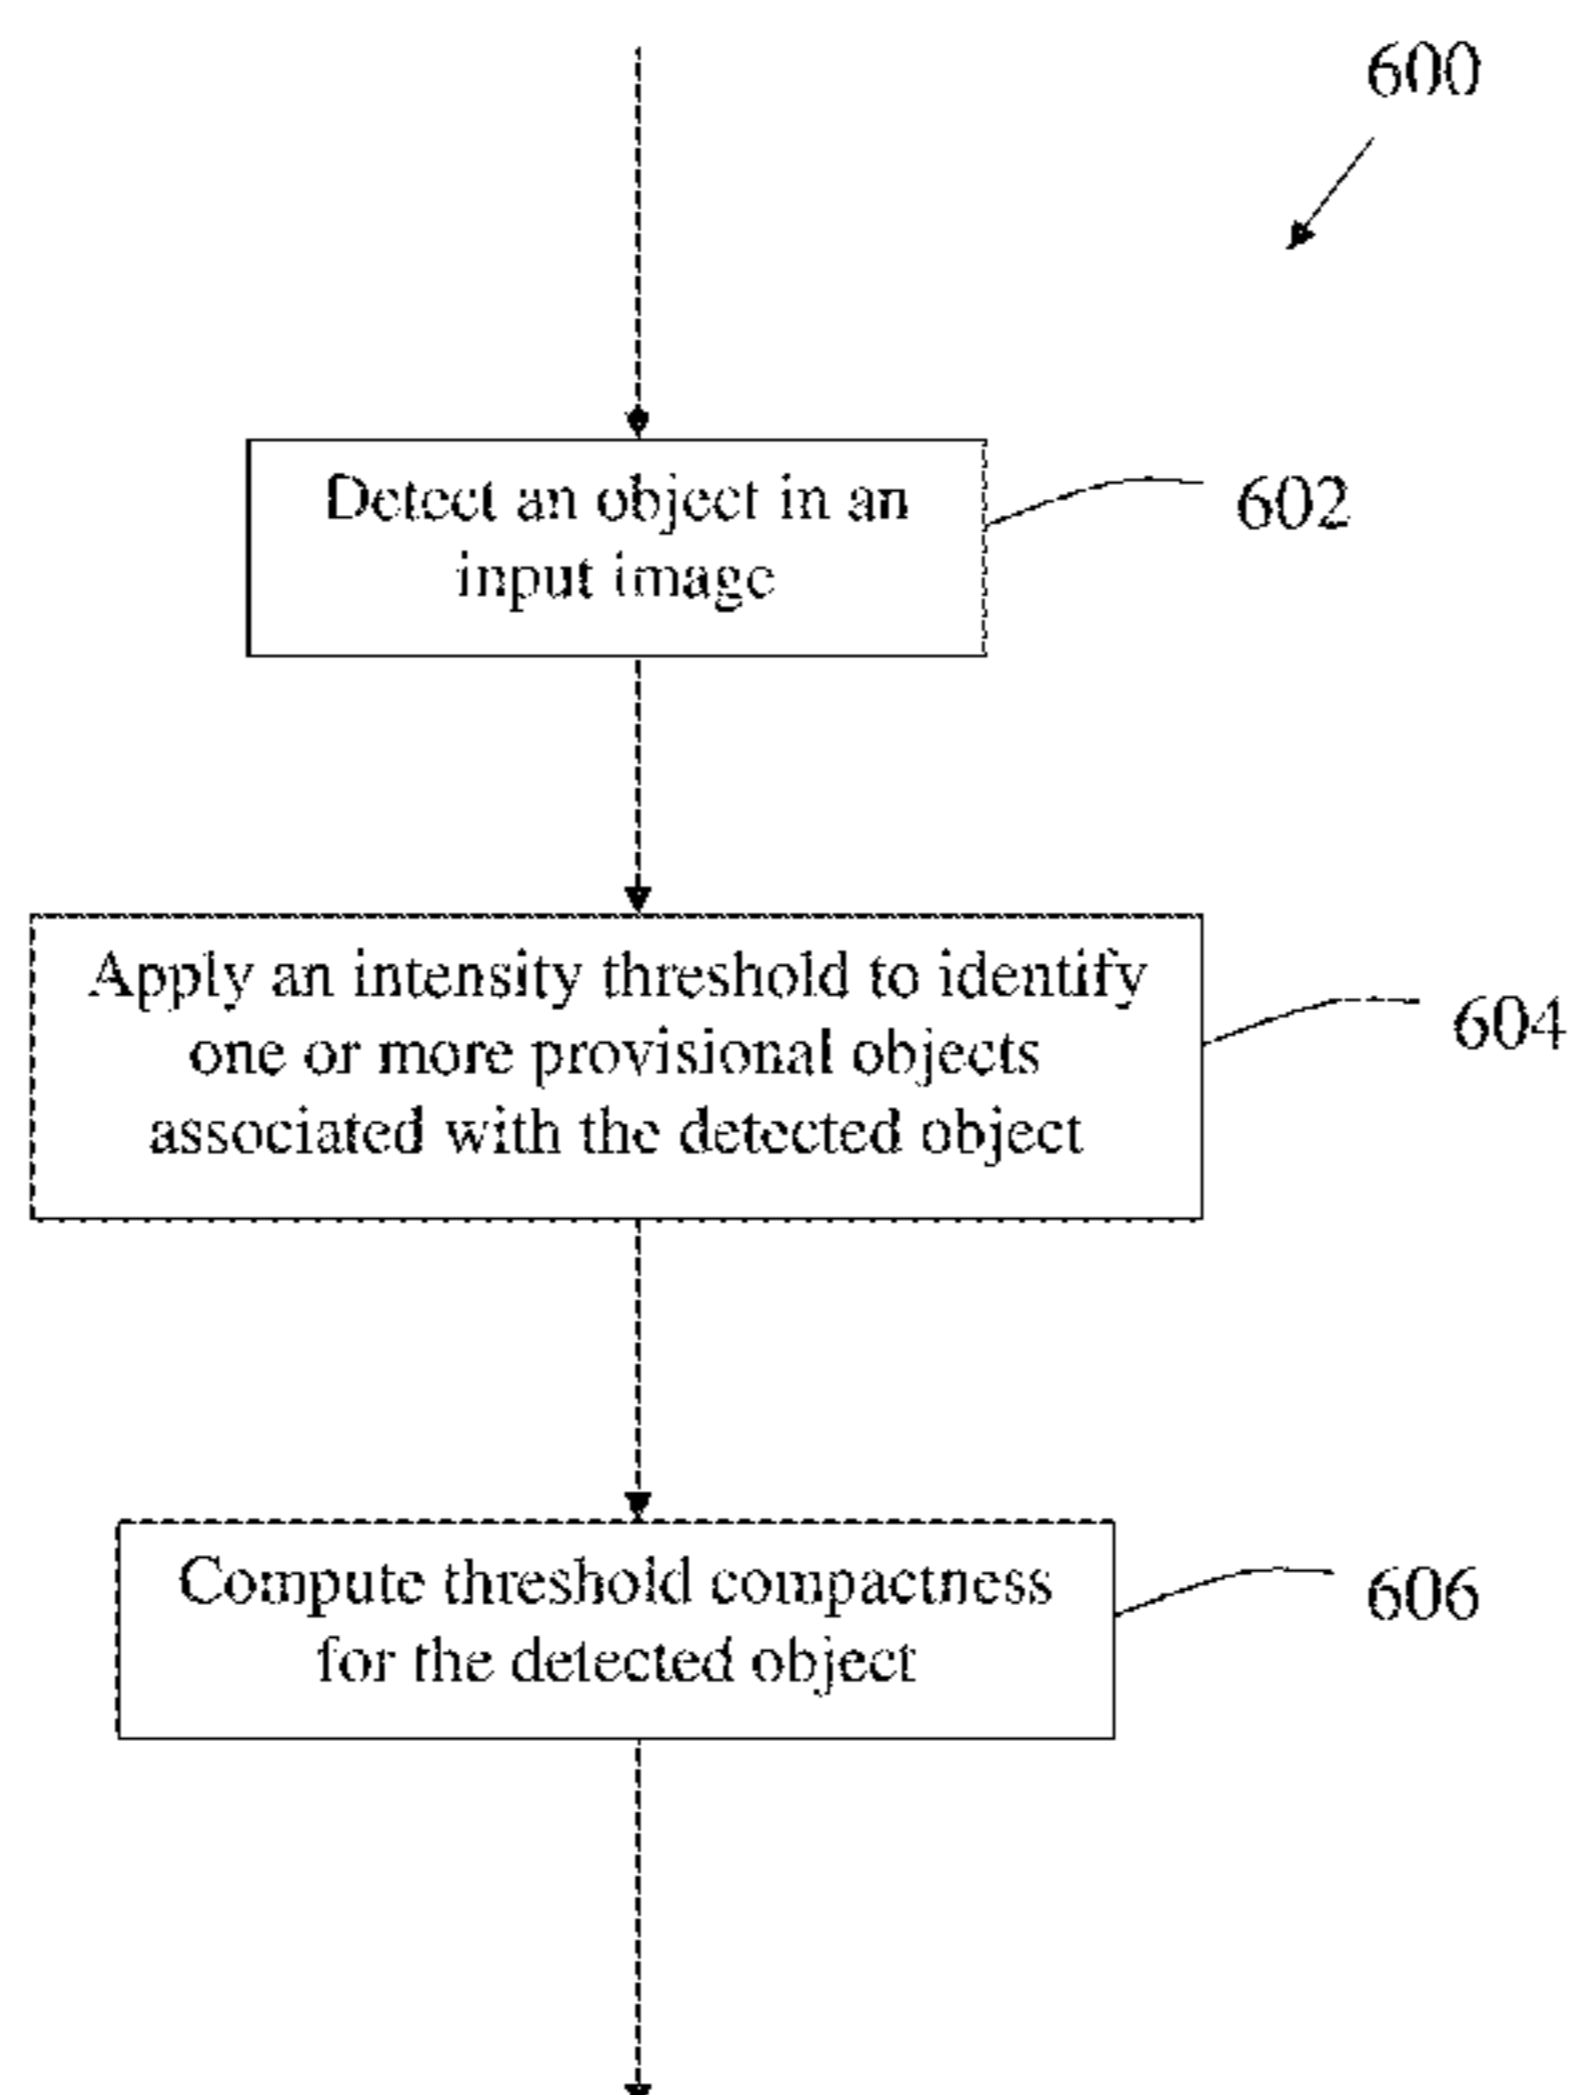 600
Detect an object in an
input image
602
Apply an intensity threshold to identify
one or more provisional objects
associated with the detected object
604
Compute threshold compactness
for the detected object
606